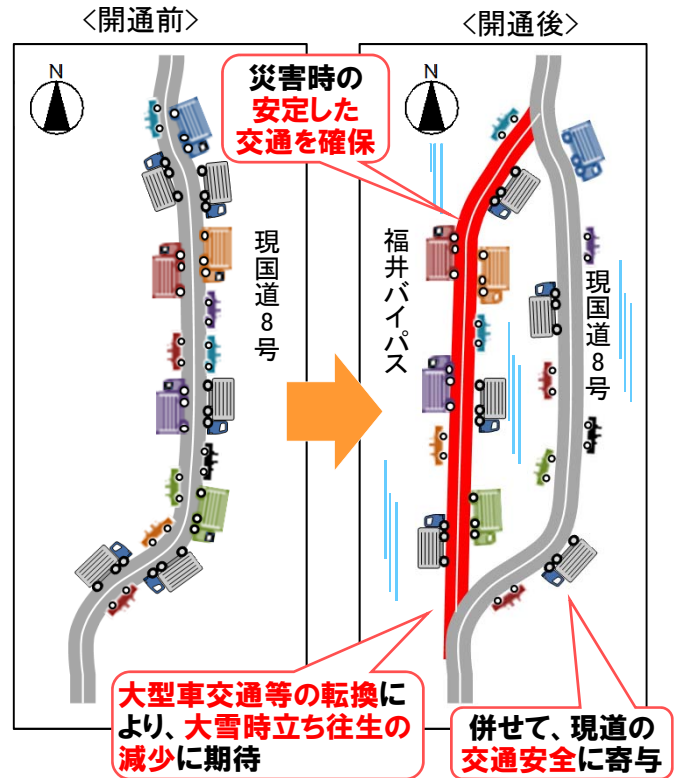 <開通前>
N
現国道8号
<開通後>
N
災害時の
安定した
交通を確保
福井バイパス
現国道8号
大型車交通等の転換に
より、大雪時立ち往生の
減少に期待
併せて、現道の
交通安全に寄与